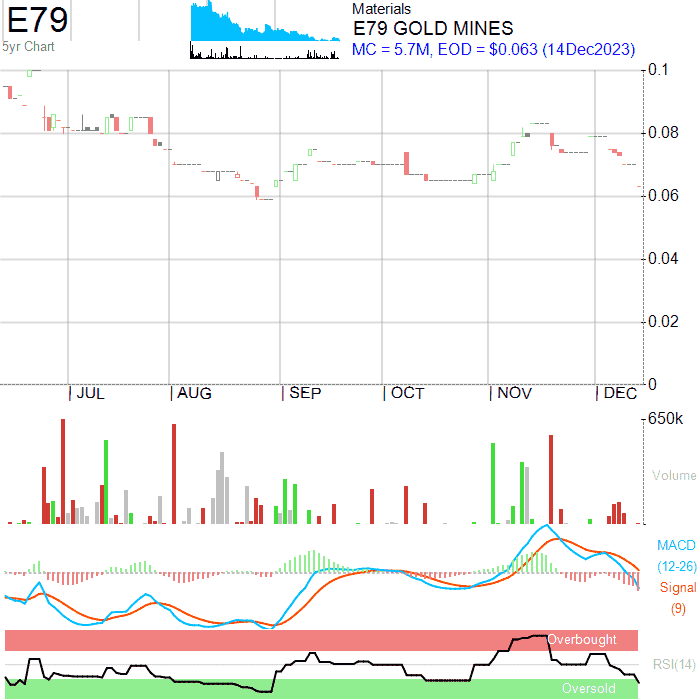 E79
5yr Chart
Materials
E79 GOLD MINES
MC = 5.7M, EOD = $0.063 (14Dec2023)
0.1
0.08
0.06
0.04
0.02
0
JUL AUG SEP OCT NOV DEC
650k
Volume
MACD
(12-26)
Signal
(9)
Overbought
RSI(14)
Oversold